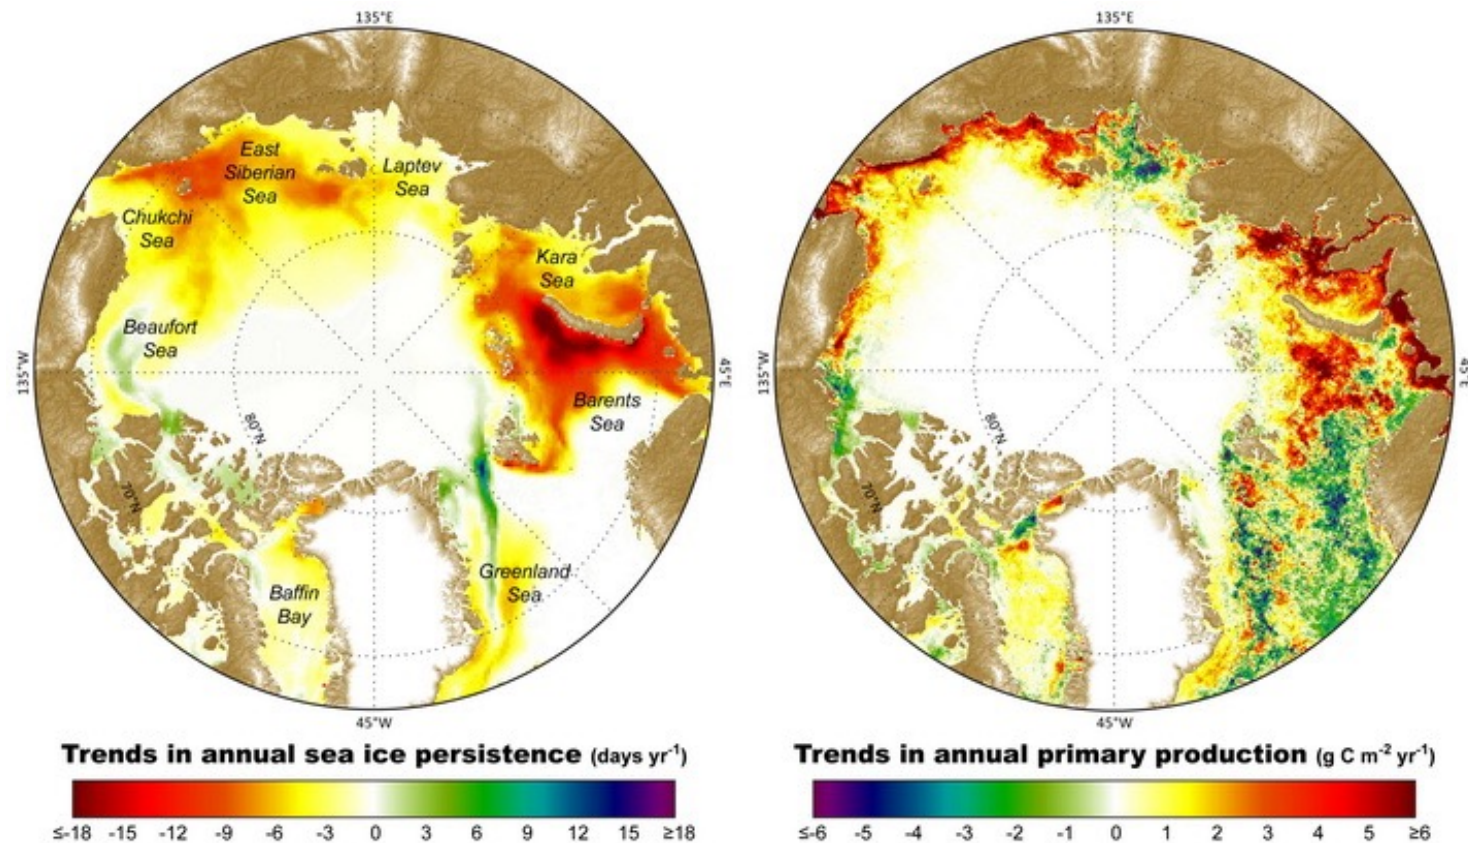 135°E
135°E
East
Siberian
Sea
Laptev
Sea
Chukchi
Sea
Kara
Sea
Beaufort
Sea
135°W
45°E
Barents
Sea
80°N
70°N
Greenland
Sea
Baffin
Bay
45°W
135°W
45°E
80°N
70°N
45°W
Trends in annual sea ice persistence (days yr⁻¹)
≤-18 -15 -12 -9 -6 -3 0 3 6 9 12 15 ≥18
Trends in annual primary production (g C m⁻² yr⁻¹)
≤-6 -5 -4 -3 -2 -1 0 1 2 3 4 5 ≥6